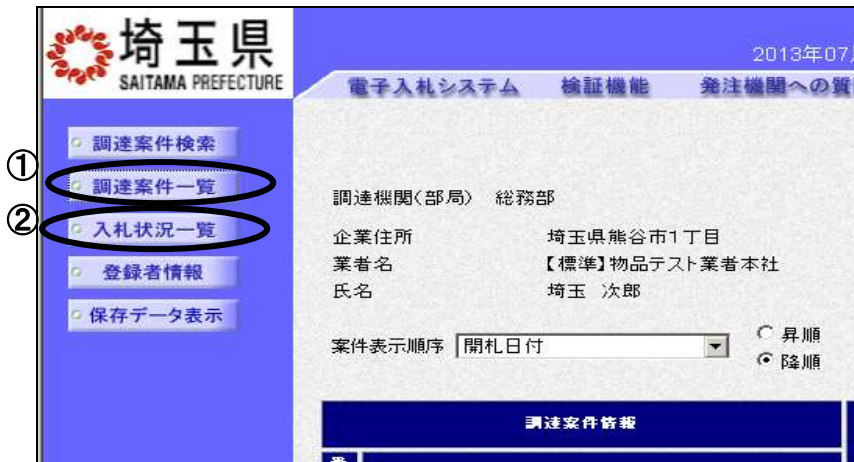 埼玉県
SAITAMA PREFECTURE
2013年07
電子入札システム 検証機能 発注機関への質
調達案件検索
① 調達案件一覧
② 入札状況一覧
登録者情報
保存データ表示
調達機関(部局) 総務部
企業住所 埼玉県熊谷市1丁目
業者名 【標準】物品テスト業者本社
氏名 埼玉 次郎
案件表示順序 開札日付 昇順
降順
調達案件情報